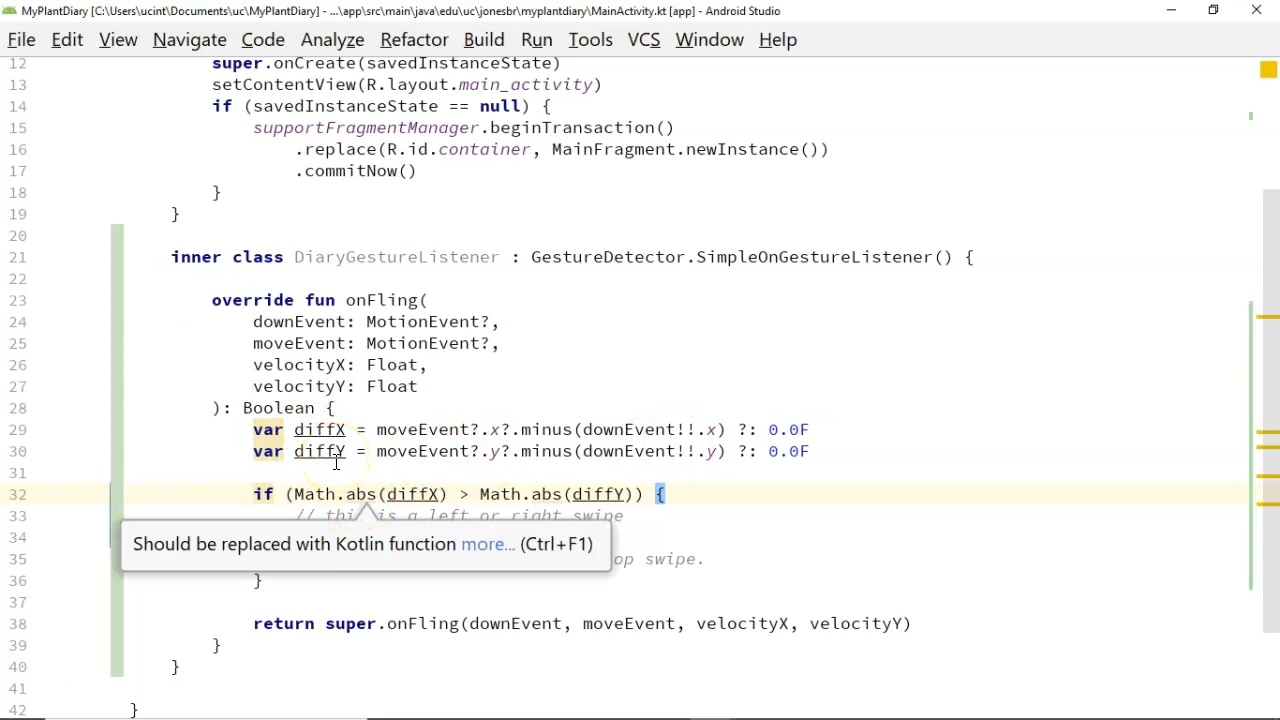 MyPlantDiary [C:\Users\ucint\Documents\uc\MyPlantDiary] - ...\app\src\main\java\edu\uc\jonesbr\myplantdiary\MainActivity.kt [app] - Android Studio
File Edit View Navigate Code Analyze Refactor Build Run Tools VCS Window Help
12 super.onCreate(savedInstanceState)
13 setContentView(R.layout.main_activity)
14 if (savedInstanceState == null) {
15 supportFragmentManager.beginTransaction()
16 .replace(R.id.container, MainFragment.newInstance())
17 .commitNow()
18 }
19 }
20
21 inner class DiaryGestureListener : GestureDetector.SimpleOnGestureListener() {
22
23 override fun onFling(
24 downEvent: MotionEvent?,
25 moveEvent: MotionEvent?,
26 velocityX: Float,
27 velocityY: Float
28 ): Boolean {
29 var diffX = moveEvent?.x?.minus(downEvent!!.x) ?: 0.0F
30 var diffY = moveEvent?.y?.minus(downEvent!!.y) ?: 0.0F
31
32 if (Math.abs(diffX) > Math.abs(diffY)) {
33 // this is a left or right swipe
34
Should be replaced with Kotlin function more... (Ctrl+F1)
35 op swipe.
36 }
37
38 return super.onFling(downEvent, moveEvent, velocityX, velocityY)
39 }
40 }
41
42 }